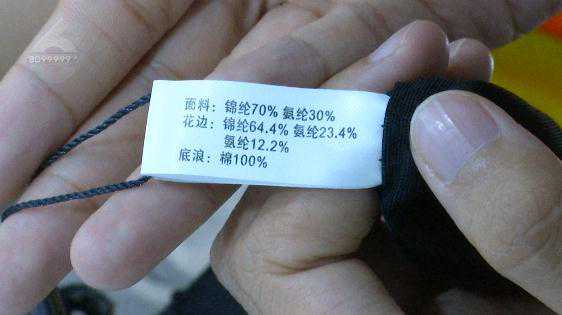 BD99999
面料：锦纶70% 氨纶30%
花边：锦纶64.4% 氨纶23.4%
氨纶12.2%
底浪：棉100%